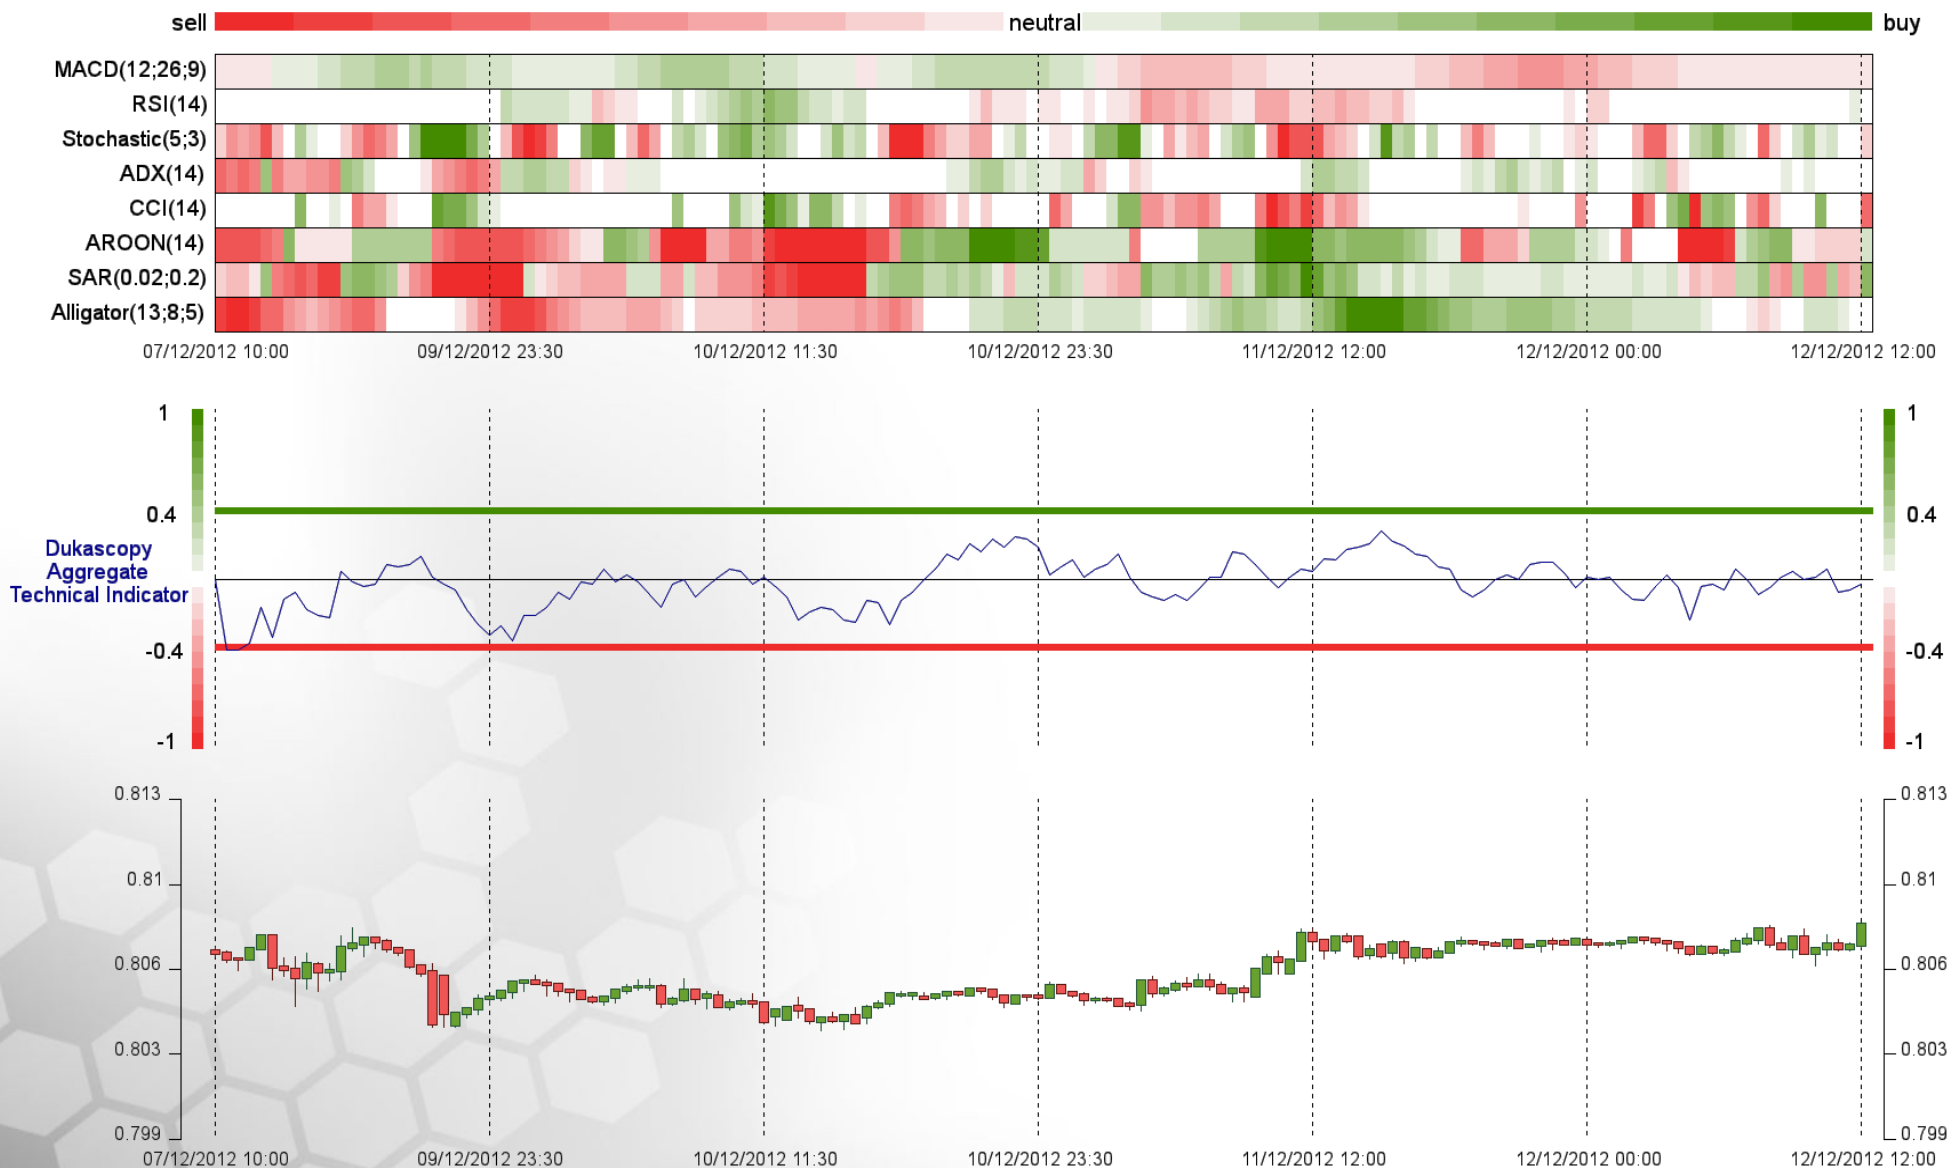 sell neutral buy
MACD(12;26;9)
RSI(14)
Stochastic(5;3)
ADX(14)
CCI(14)
AROON(14)
SAR(0.02;0.2)
Alligator(13;8;5)
07/12/2012 10:00 09/12/2012 23:30 10/12/2012 11:30 10/12/2012 23:30 11/12/2012 12:00 12/12/2012 00:00 12/12/2012 12:00
1 1
0.4 0.4
Dukascopy
Aggregate
Technical Indicator
-0.4 -0.4
-1 -1
0.813 0.813
0.81 0.81
0.806 0.806
0.803 0.803
0.799 0.799
07/12/2012 10:00 09/12/2012 23:30 10/12/2012 11:30 10/12/2012 23:30 11/12/2012 12:00 12/12/2012 00:00 12/12/2012 12:00